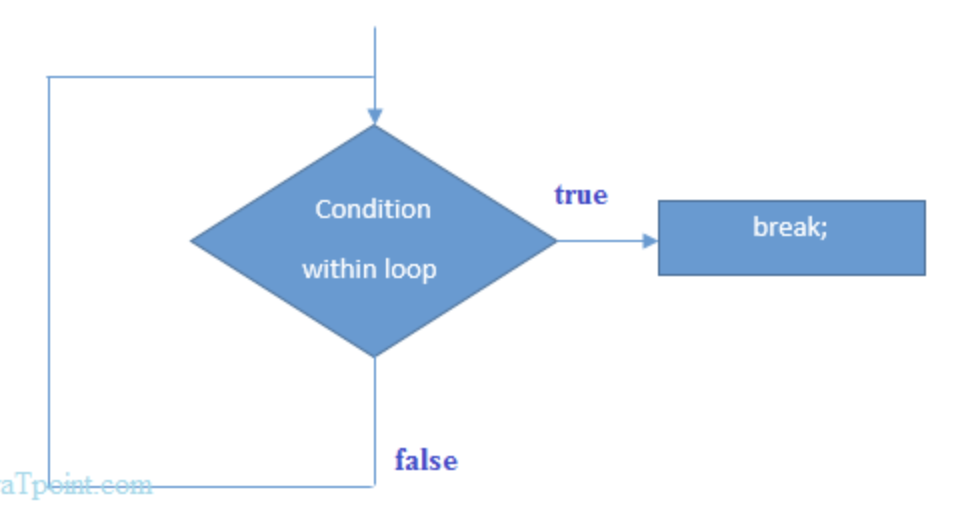 Condition
within loop
true
break;
false
aTpoint.com